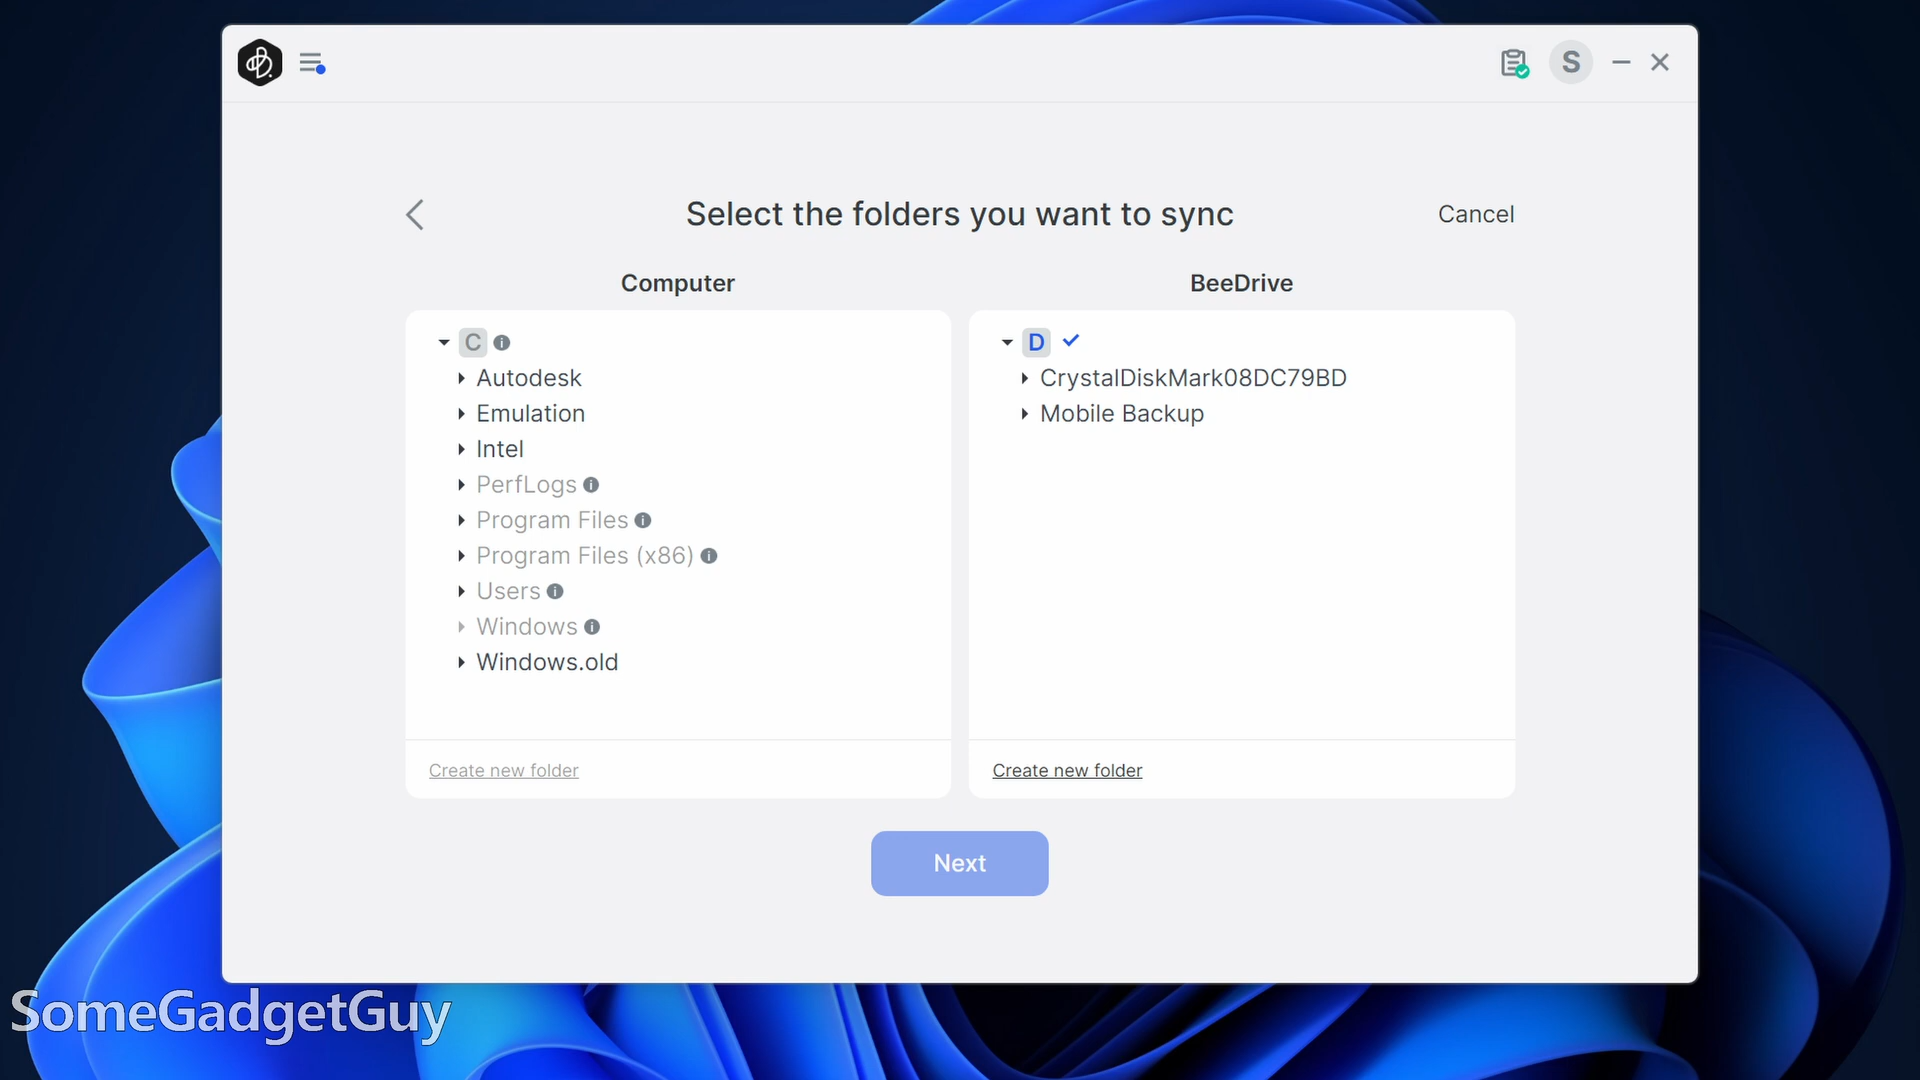 S
Select the folders you want to sync
Cancel
Computer
BeeDrive
C
Autodesk
Emulation
Intel
PerfLogs
Program Files
Program Files (x86)
Users
Windows
Windows.old
Create new folder
D
CrystalDiskMark08DC79BD
Mobile Backup
Create new folder
Next
SomeGadgetGuy